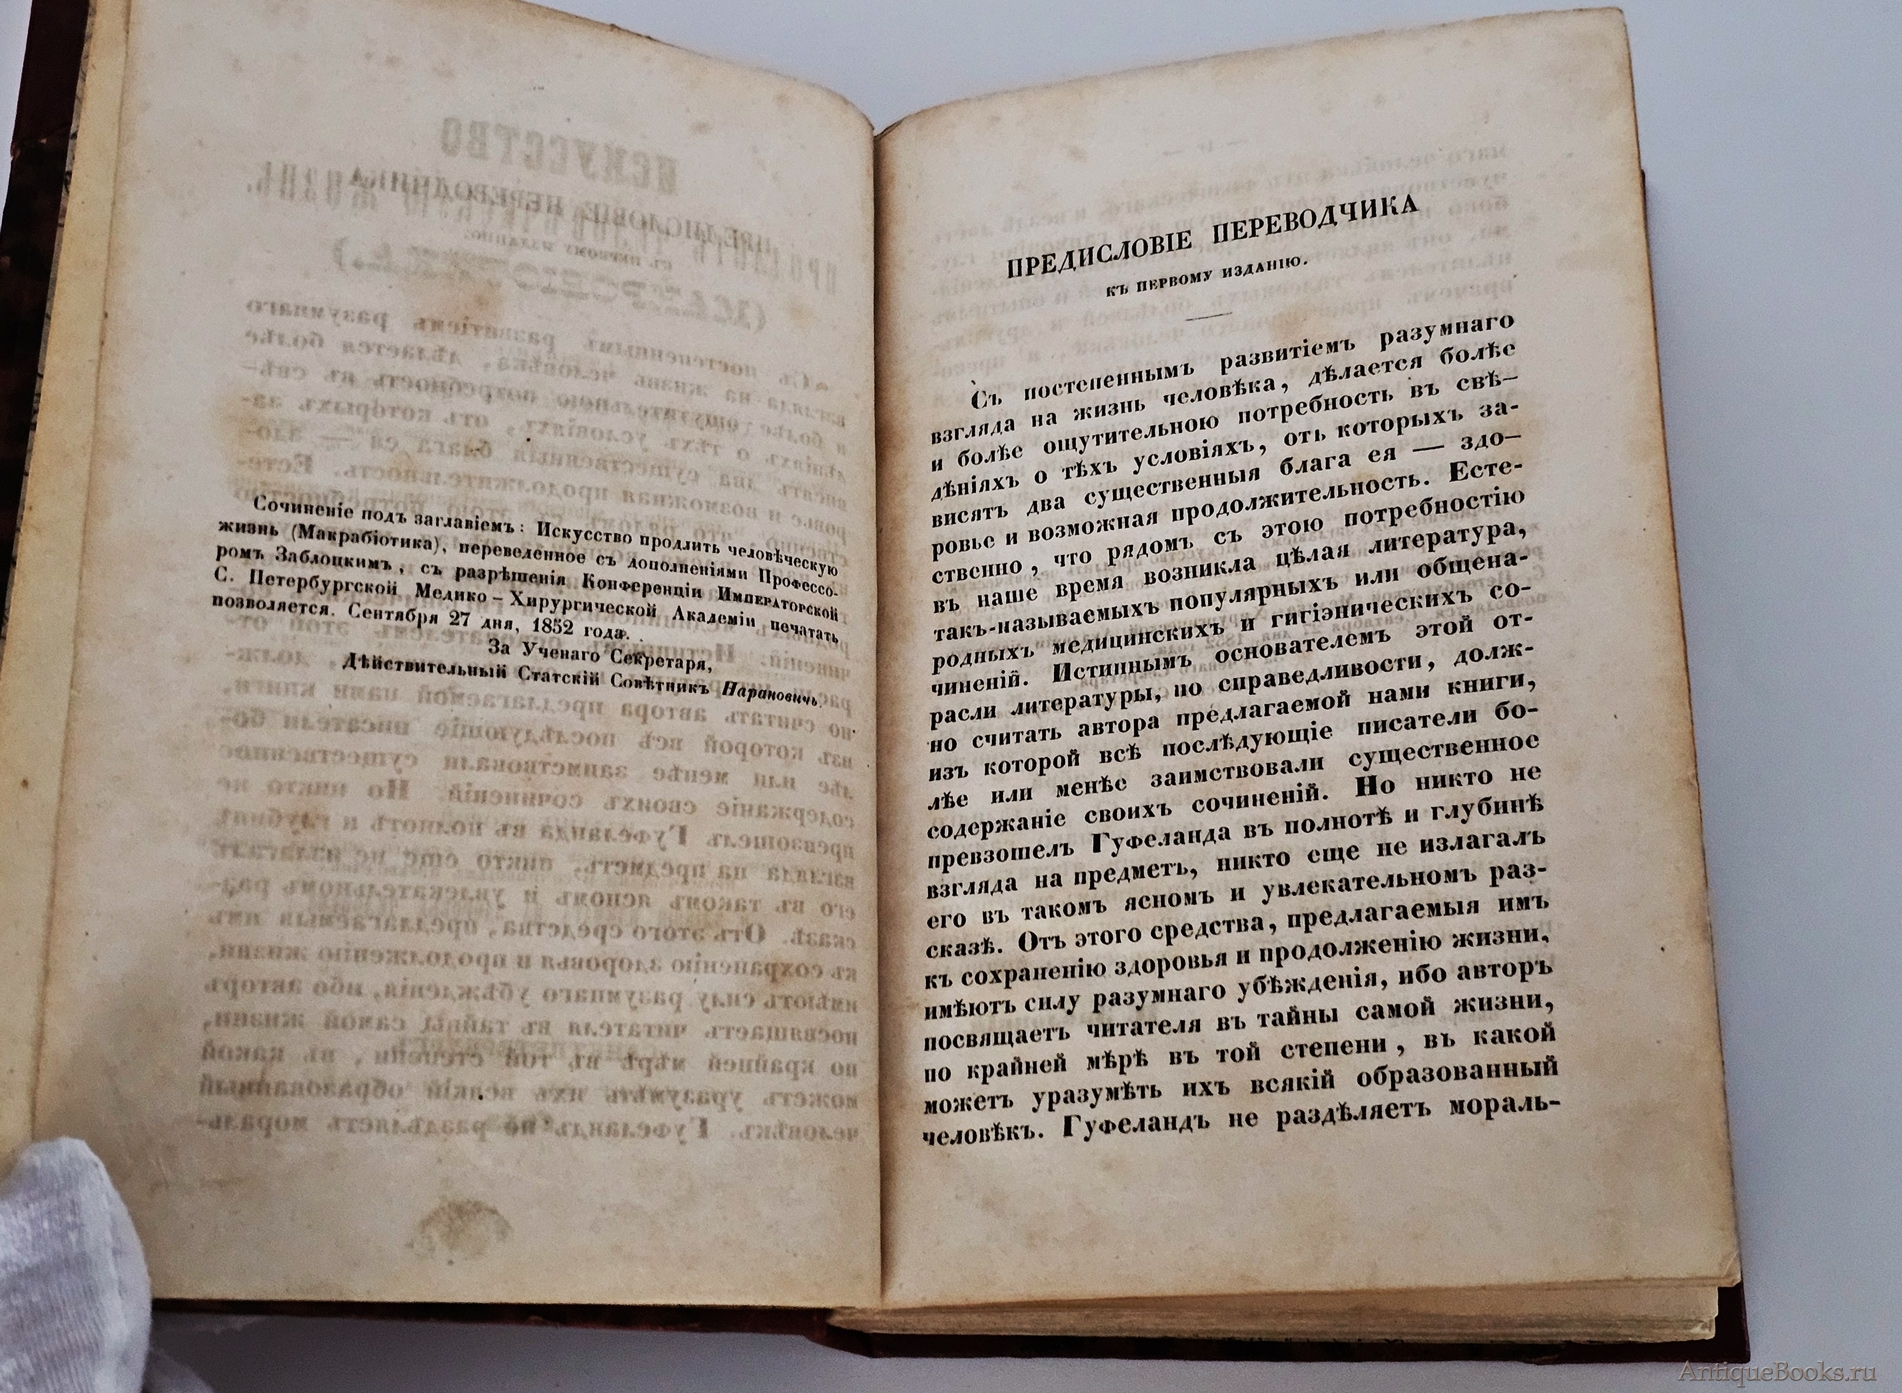 Сочиненіе подъ заглавіемъ: Искусство продлить человѣческую
жизнь (Макрабіотика), переведенное съ дополненіями Профессо-
ромъ Заблоцкимъ, съ разрѣшенія Конференціи Императорской
С. Петербургской Медико-Хирургической Академіи печатать
позволяется. Сентября 27 дня, 1852 года.
За Ученаго Секретаря,
Дѣйствительный Статскій Совѣтникъ Нарановичь.
ПРЕДИСЛОВІЕ ПЕРЕВОДЧИКА
КЪ ПЕРВОМУ ИЗДАНІЮ.
Съ постепеннымъ развитіемъ разумнаго
взгляда на жизнь человѣка, дѣлается болѣе
и болѣе ощутительною потребность въ свѣ-
дѣніяхъ о тѣхъ условіяхъ, отъ которыхъ за-
висятъ два существенныя блага ея — здо-
ровье и возможная продолжительность. Есте-
ственно, что рядомъ съ этою потребностію
въ наше время возникла цѣлая литература,
такъ-называемыхъ популярныхъ или общена-
родныхъ медицинскихъ и гигіэническихъ со-
чиненій. Истиннымъ основателемъ этой от-
расли литературы, по справедливости, долж-
но считать автора предлагаемой нами книги,
изъ которой всѣ послѣдующіе писатели бо-
лѣе или менѣе заимствовали существенное
содержаніе своихъ сочиненій. Но никто не
превзошелъ Гуфеланда въ полнотѣ и глубинѣ
взгляда на предметъ, никто еще не излагалъ
его въ такомъ ясномъ и увлекательномъ раз-
сказѣ. Отъ этого средства, предлагаемыя имъ
къ сохраненію здоровья и продолженію жизни,
имѣютъ силу разумнаго убѣжденія, ибо авторъ
посвящаетъ читателя въ тайны самой жизни,
по крайней мѣрѣ въ той степени, въ какой
можетъ уразумѣть ихъ всякій образованный
человѣкъ. Гуфеландъ не раздѣляетъ мораль-
AntiqueBooks.ru